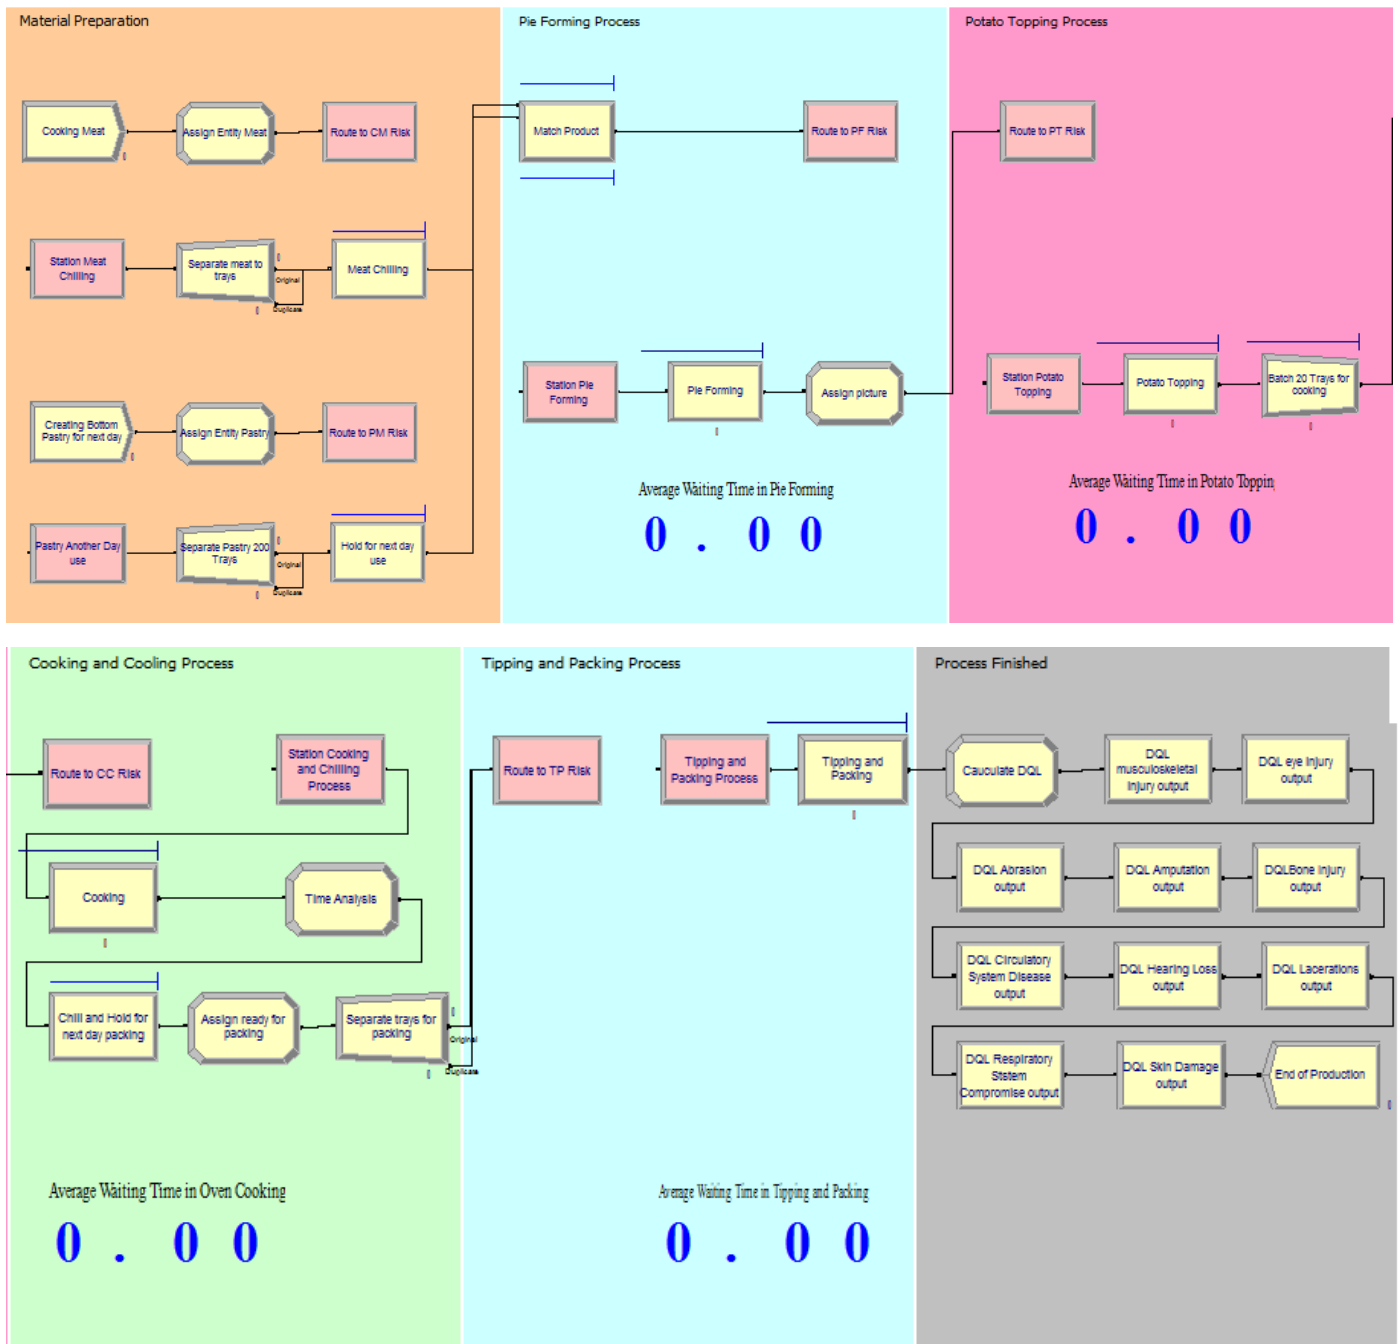 Material Preparation
Pie Forming Process
Potato Topping Process
Cooking Meat
Assign Entity Meat
Route to CM Risk
Match Product
Route to PF Risk
Route to PT Risk
Station Meat
Chilling
Separate meat to
trays
Original
Duplicate
Meat Chilling
Station Pie
Forming
Pie Forming
Assign picture
Station Potato
Topping
Potato Topping
Batch 20 Trays for
cooking
Creating Bottom
Pastry for next day
Assign Entity Pastry
Route to PM Risk
Average Waiting Time in Pie Forming
0.00
Average Waiting Time in Potato Toppin
0.00
Pastry Another Day
use
Separate Pastry 200
Trays
Original
Duplicate
Hold for next day
use
Cooking and Cooling Process
Tipping and Packing Process
Process Finished
Route to CC Risk
Station Cooking
and Chilling
Process
Route to TP Risk
Tipping and
Packing Process
Tipping and
Packing
Cauculate DQL
DQL
musculoskeletal
injury output
DQL eye injury
output
Cooking
Time Analysis
DQL Abrasion
output
DQL Amputation
output
DQLBone injury
output
Chill and Hold for
next day packing
Assign ready for
packing
Separate trays for
packing
Original
Duplicate
DQL Circulatory
System Disease
output
DQL Hearing Loss
output
DQL Lacerations
output
DQL Respiratory
Ststem
Compromise output
DQL Skin Damage
output
End of Production
Average Waiting Time in Oven Cooking
0.00
Average Waiting Time in Tipping and Packing
0.00